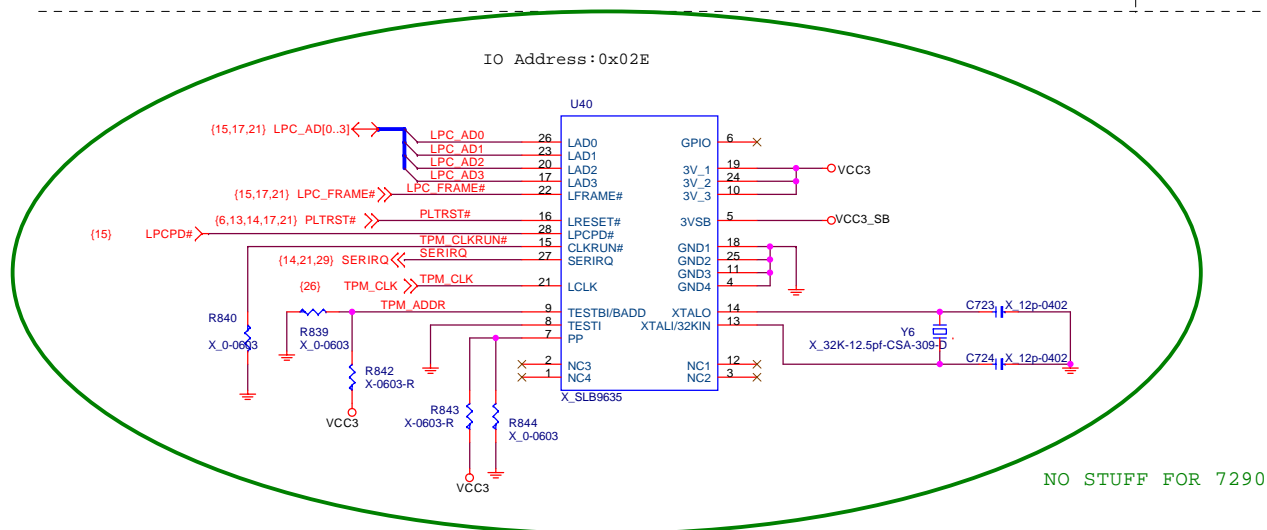 IO Address:0x02E
U40
{15,17,21} LPC_AD[0..3]
LPC_AD0 26 LAD0 GPIO 6
LPC_AD1 23 LAD1
LPC_AD2 20 LAD2 3V_1 19 VCC3
LPC_AD3 17 LAD3 3V_2 24
{15,17,21} LPC_FRAME# LPC_FRAME# 22 LFRAME# 3V_3 10
{6,13,14,17,21} PLTRST# PLTRST# 16 LRESET# 3VSB 5 VCC3_SB
{15} LPCPD# 28 LPCPD#
TPM_CLKRUN# 15 CLKRUN# GND1 18
{14,21,29} SERIRQ SERIRQ 27 SERIRQ GND2 25
GND3 11
{26} TPM_CLK TPM_CLK 21 LCLK GND4 4
TPM_ADDR 9 TESTBI/BADD XTALO 14 C723 X_12p-0402
8 TESTI XTALI/32KIN 13
7 PP
R840 X_0-0603
R839 X_0-0603
Y6
X_32K-12.5pf-CSA-309-D
2 NC3 NC1 12 C724 X_12p-0402
1 NC4 NC2 3
R842
X-0603-R
VCC3
X_SLB9635
R843
X-0603-R
R844
X_0-0603
VCC3
NO STUFF FOR 7290